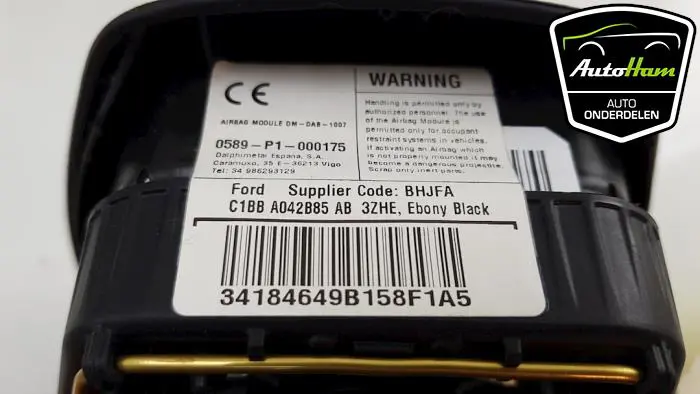 AutoHam
AUTO
ONDERDELEN
AIRBAG MODULE DM-DAB-1007
0589-P1-000175
Dalphimetal Espana, S.A.
Caramuxo, 35 E-36213 Vigo
Tel: 34 986293129
WARNING
Handling is permitted only by
authorized personnel. The use
of the Airbag Module is
permitted only for occupant
restraint systems in vehicles.
If activating an Airbag which
is not properly mounted it may
become a dangerous projectile.
Scrap only inert parts.
Ford Supplier Code: BHJFA
C1BB A042B85 AB 3ZHE, Ebony Black
34184649B158F1A5